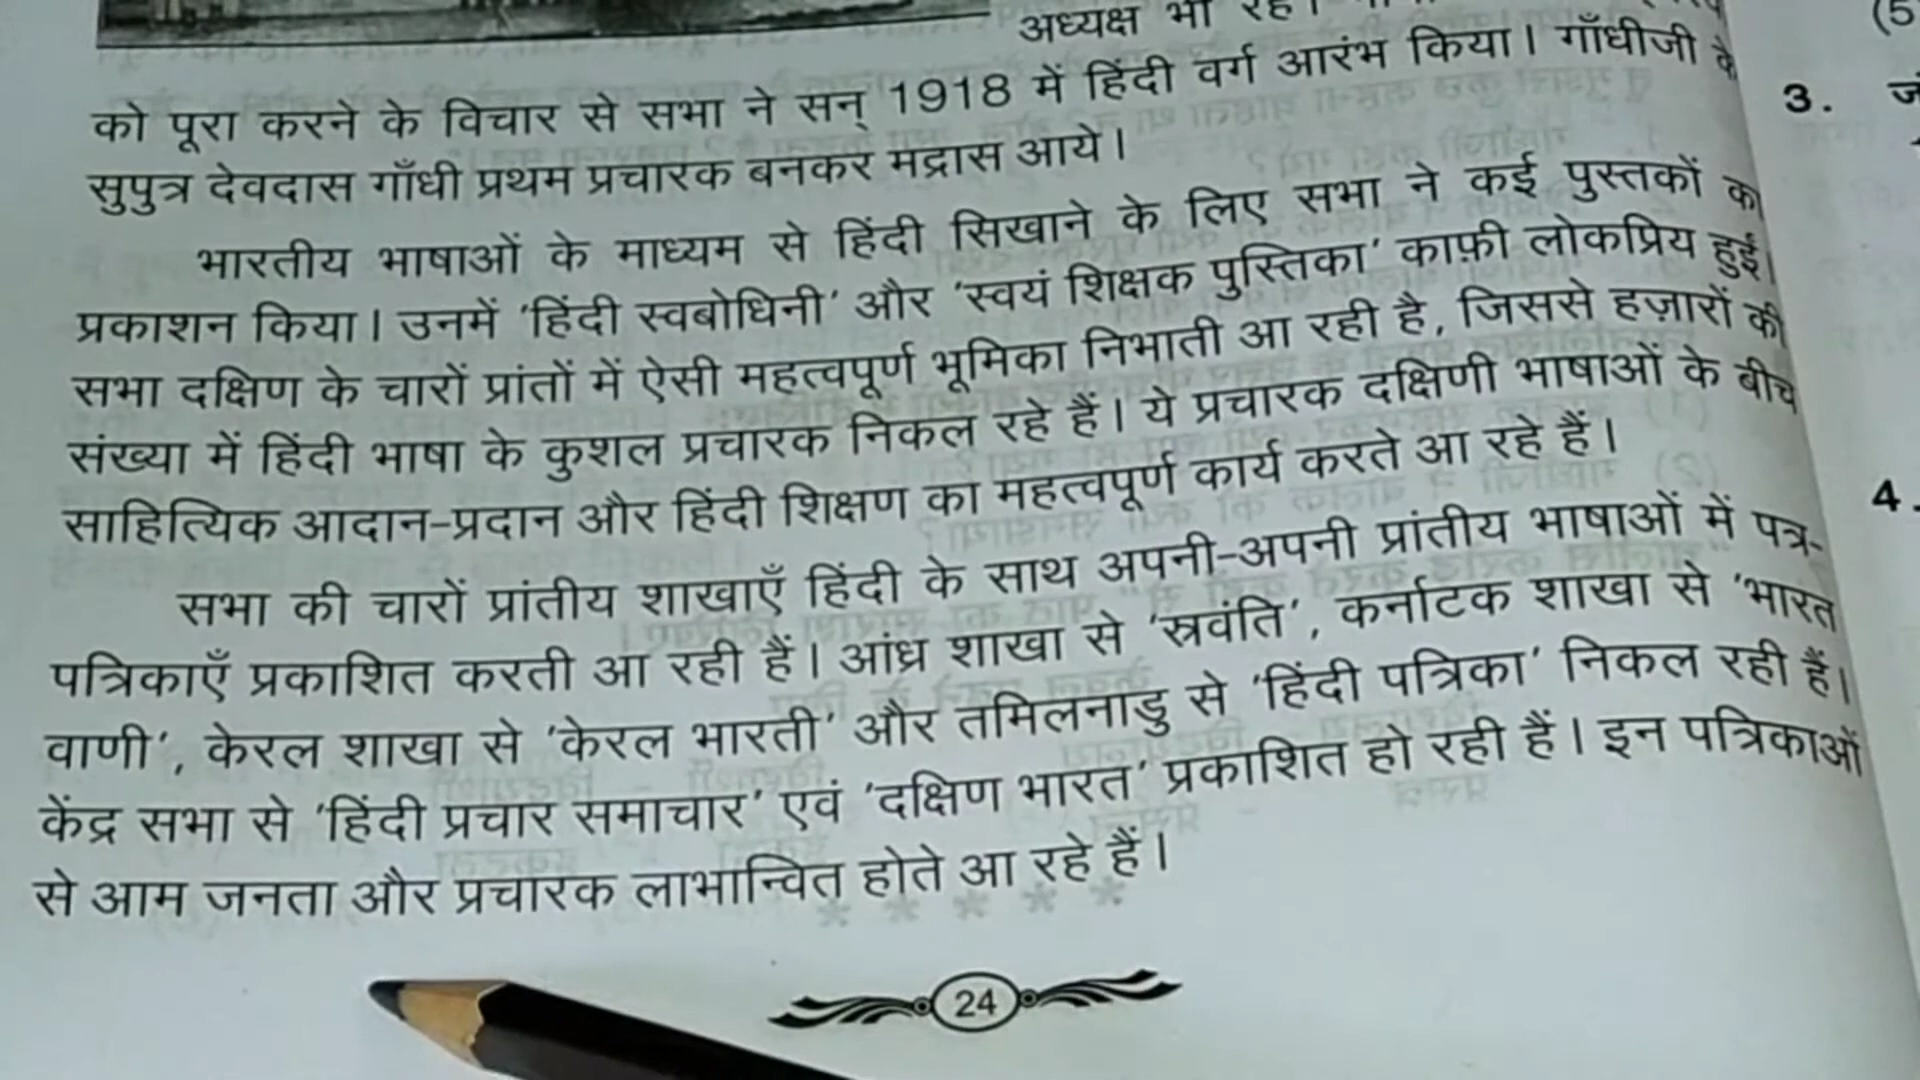 अध्यक्ष भी रहे।
को पूरा करने के विचार से सभा ने सन् 1918 में हिंदी वर्ग आरंभ किया। गाँधीजी के
सुपुत्र देवदास गाँधी प्रथम प्रचारक बनकर मद्रास आये।
भारतीय भाषाओं के माध्यम से हिंदी सिखाने के लिए सभा ने कई पुस्तकों का
प्रकाशन किया। उनमें 'हिंदी स्वबोधिनी' और 'स्वयं शिक्षक पुस्तिका' काफ़ी लोकप्रिय हुईं।
सभा दक्षिण के चारों प्रांतों में ऐसी महत्वपूर्ण भूमिका निभाती आ रही है, जिससे हज़ारों की
संख्या में हिंदी भाषा के कुशल प्रचारक निकल रहे हैं। ये प्रचारक दक्षिणी भाषाओं के बीच
साहित्यिक आदान-प्रदान और हिंदी शिक्षण का महत्वपूर्ण कार्य करते आ रहे हैं।
सभा की चारों प्रांतीय शाखाएँ हिंदी के साथ अपनी-अपनी प्रांतीय भाषाओं में पत्र-
पत्रिकाएँ प्रकाशित करती आ रही हैं। आंध्र शाखा से 'स्रवंति', कर्नाटक शाखा से 'भारत
वाणी', केरल शाखा से 'केरल भारती' और तमिलनाडु से 'हिंदी पत्रिका' निकल रही हैं।
केंद्र सभा से 'हिंदी प्रचार समाचार' एवं 'दक्षिण भारत' प्रकाशित हो रही हैं। इन पत्रिकाओं
से आम जनता और प्रचारक लाभान्वित होते आ रहे हैं।
24
(5
3.
4.